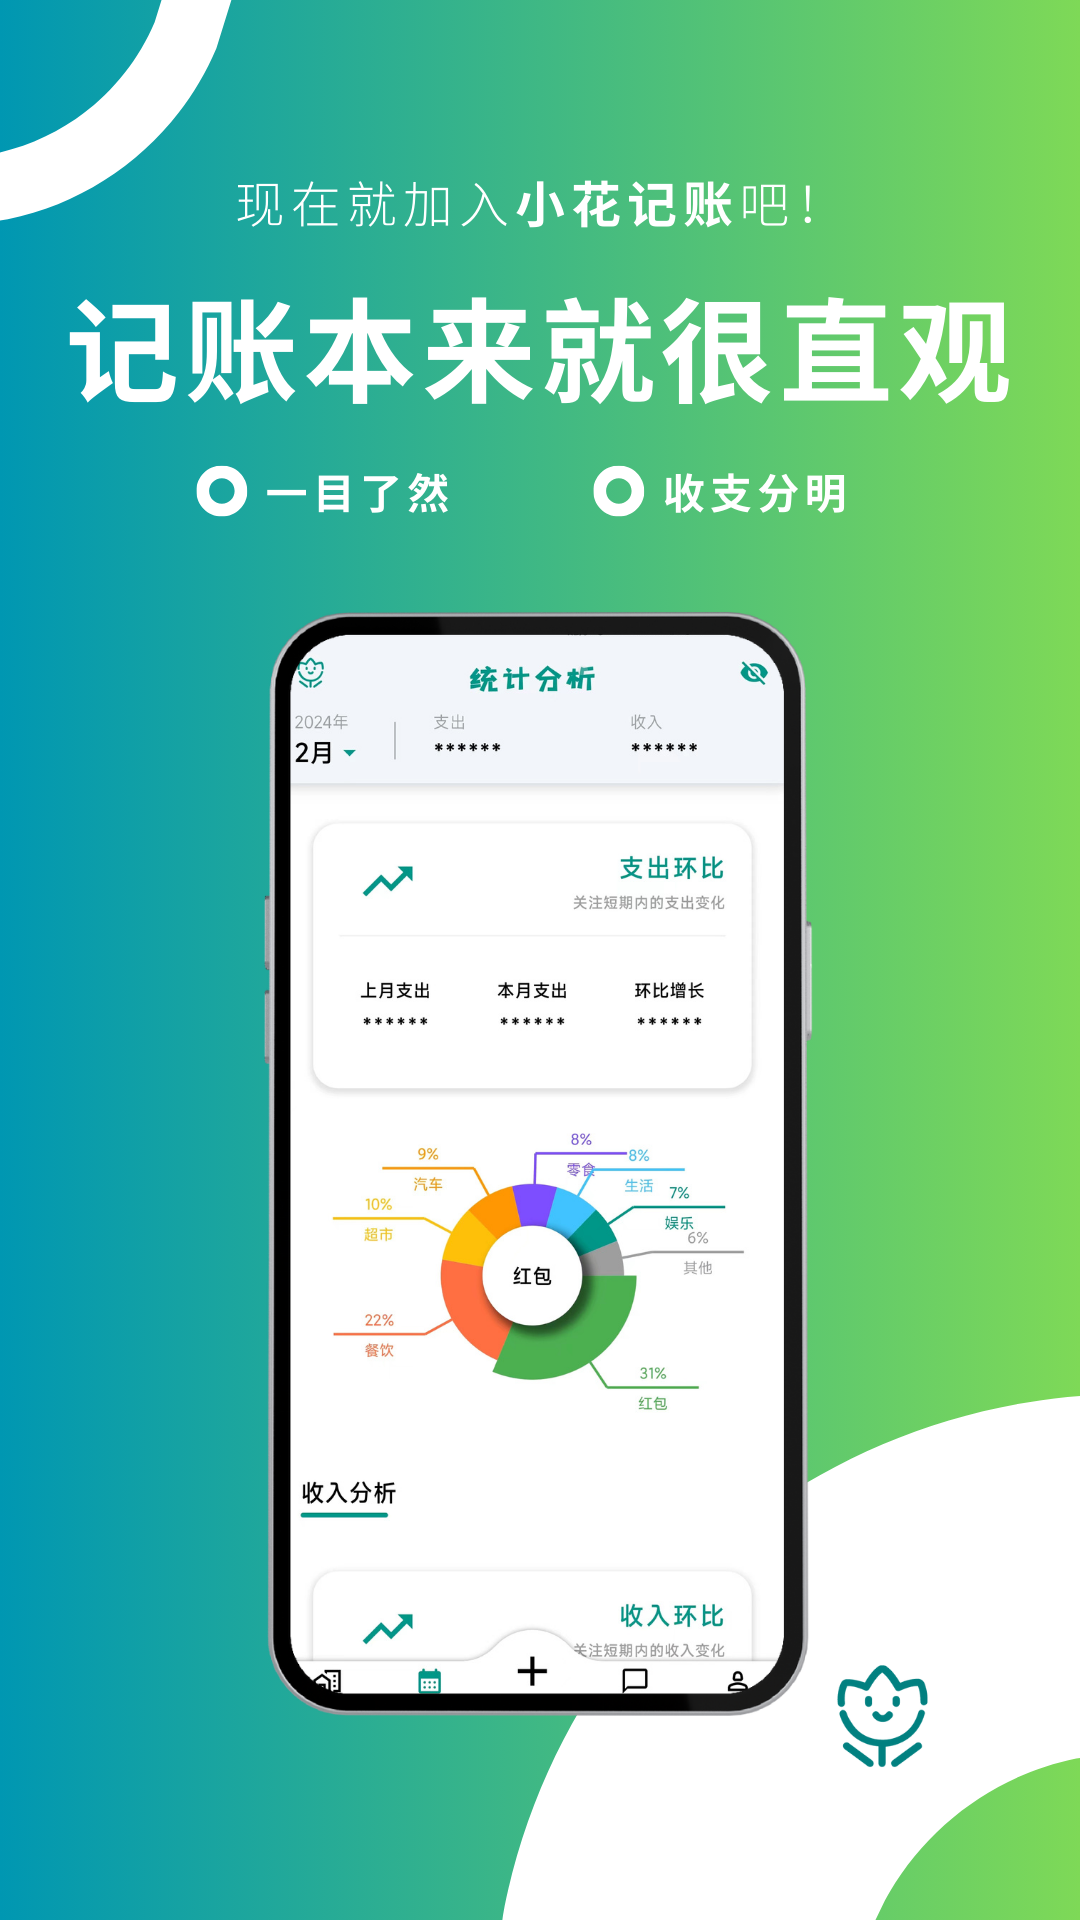 现在就加入小花记账吧!
记账本来就很直观
一目了然
收支分明
统计分析
2024年
支出
收入
2月
******
******
支出环比
关注短期内的支出变化
上月支出
本月支出
环比增长
******
******
******
8%
零食
9%
汽车
8%
生活
10%
超市
7%
娱乐
6%
其他
红包
22%
餐饮
31%
红包
收入分析
收入环比
关注短期内的收入变化